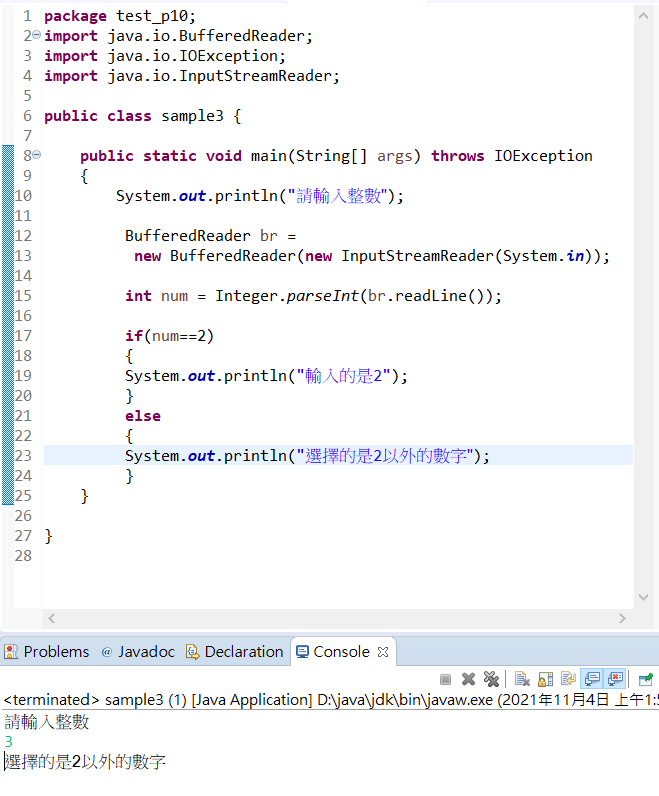 1 package test_p10;
2 import java.io.BufferedReader;
3 import java.io.IOException;
4 import java.io.InputStreamReader;
5
6 public class sample3 {
7
8 public static void main(String[] args) throws IOException
9 {
10 System.out.println("請輸入整數");
11
12 BufferedReader br =
13 new BufferedReader(new InputStreamReader(System.in));
14
15 int num = Integer.parseInt(br.readLine());
16
17 if(num==2)
18 {
19 System.out.println("輸入的是2");
20 }
21 else
22 {
23 System.out.println("選擇的是2以外的數字");
24 }
25 }
26
27 }
28
Problems @ Javadoc Declaration Console
<terminated> sample3 (1) [Java Application] D:\java\jdk\bin\javaw.exe (2021年11月4日 上午1:5
請輸入整數
3
選擇的是2以外的數字